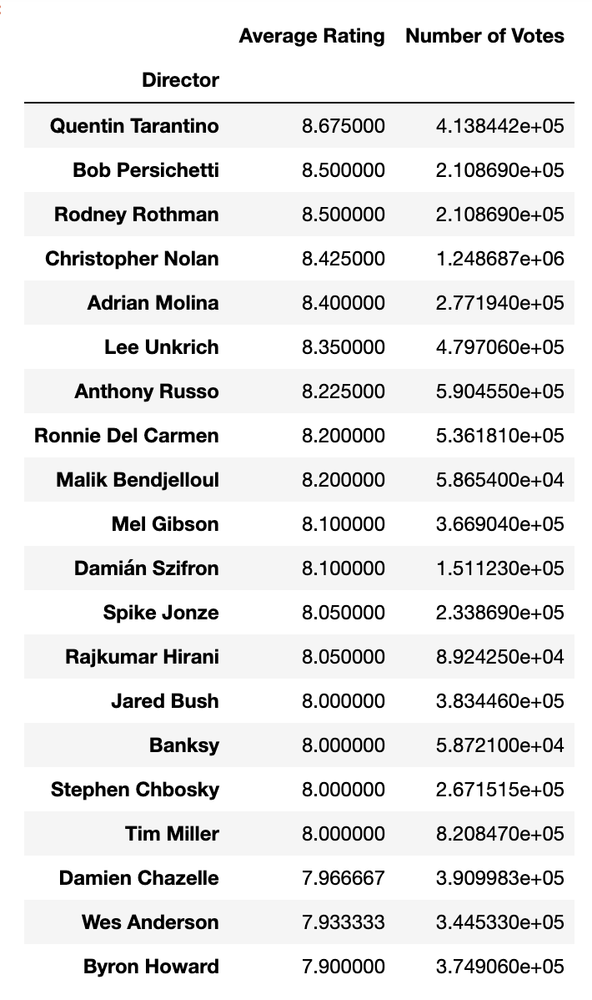 Average Rating Number of Votes
Director
Quentin Tarantino 8.675000 4.138442e+05
Bob Persichetti 8.500000 2.108690e+05
Rodney Rothman 8.500000 2.108690e+05
Christopher Nolan 8.425000 1.248687e+06
Adrian Molina 8.400000 2.771940e+05
Lee Unkrich 8.350000 4.797060e+05
Anthony Russo 8.225000 5.904550e+05
Ronnie Del Carmen 8.200000 5.361810e+05
Malik Bendjelloul 8.200000 5.865400e+04
Mel Gibson 8.100000 3.669040e+05
Damián Szifron 8.100000 1.511230e+05
Spike Jonze 8.050000 2.338690e+05
Rajkumar Hirani 8.050000 8.924250e+04
Jared Bush 8.000000 3.834460e+05
Banksy 8.000000 5.872100e+04
Stephen Chbosky 8.000000 2.671515e+05
Tim Miller 8.000000 8.208470e+05
Damien Chazelle 7.966667 3.909983e+05
Wes Anderson 7.933333 3.445330e+05
Byron Howard 7.900000 3.749060e+05